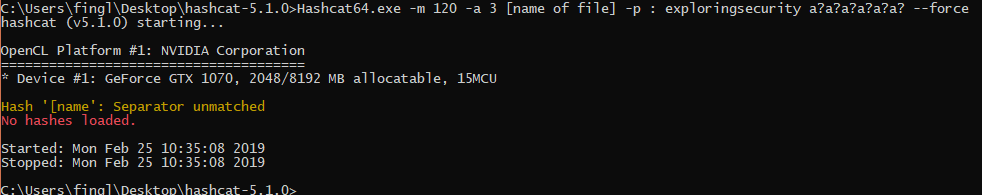 C:\Users\fingl\Desktop\hashcat-5.1.0>Hashcat64.exe -m 120 -a 3 [name of file] -p : exploringsecurity a?a?a?a?a?a? --force
hashcat (v5.1.0) starting...
OpenCL Platform #1: NVIDIA Corporation
======================================
* Device #1: GeForce GTX 1070, 2048/8192 MB allocatable, 15MCU
Hash '[name': Separator unmatched
No hashes loaded.
Started: Mon Feb 25 10:35:08 2019
Stopped: Mon Feb 25 10:35:08 2019
C:\Users\fingl\Desktop\hashcat-5.1.0>